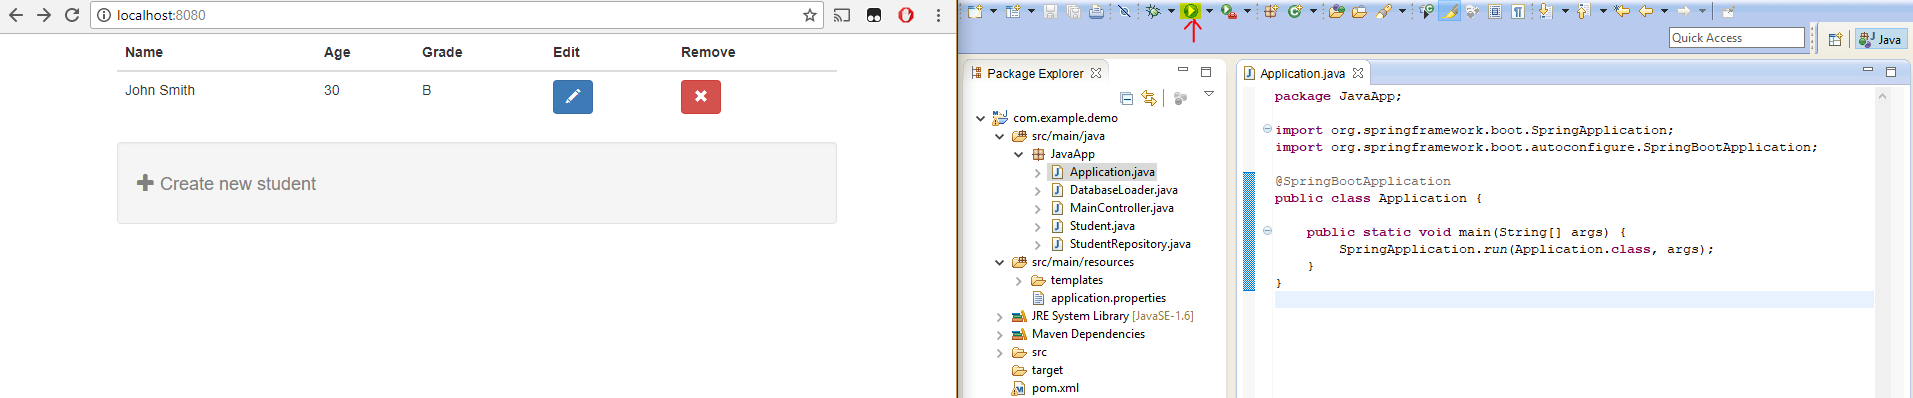 localhost:8080
Name Age Grade Edit Remove
John Smith 30 B
Create new student
Quick Access
Java
Package Explorer
com.example.demo
src/main/java
JavaApp
Application.java
DatabaseLoader.java
MainController.java
Student.java
StudentRepository.java
src/main/resources
templates
application.properties
JRE System Library [JavaSE-1.6]
Maven Dependencies
src
target
pom.xml
Application.java
package JavaApp;
import org.springframework.boot.SpringApplication;
import org.springframework.boot.autoconfigure.SpringBootApplication;
@SpringBootApplication
public class Application {
public static void main(String[] args) {
SpringApplication.run(Application.class, args);
}
}